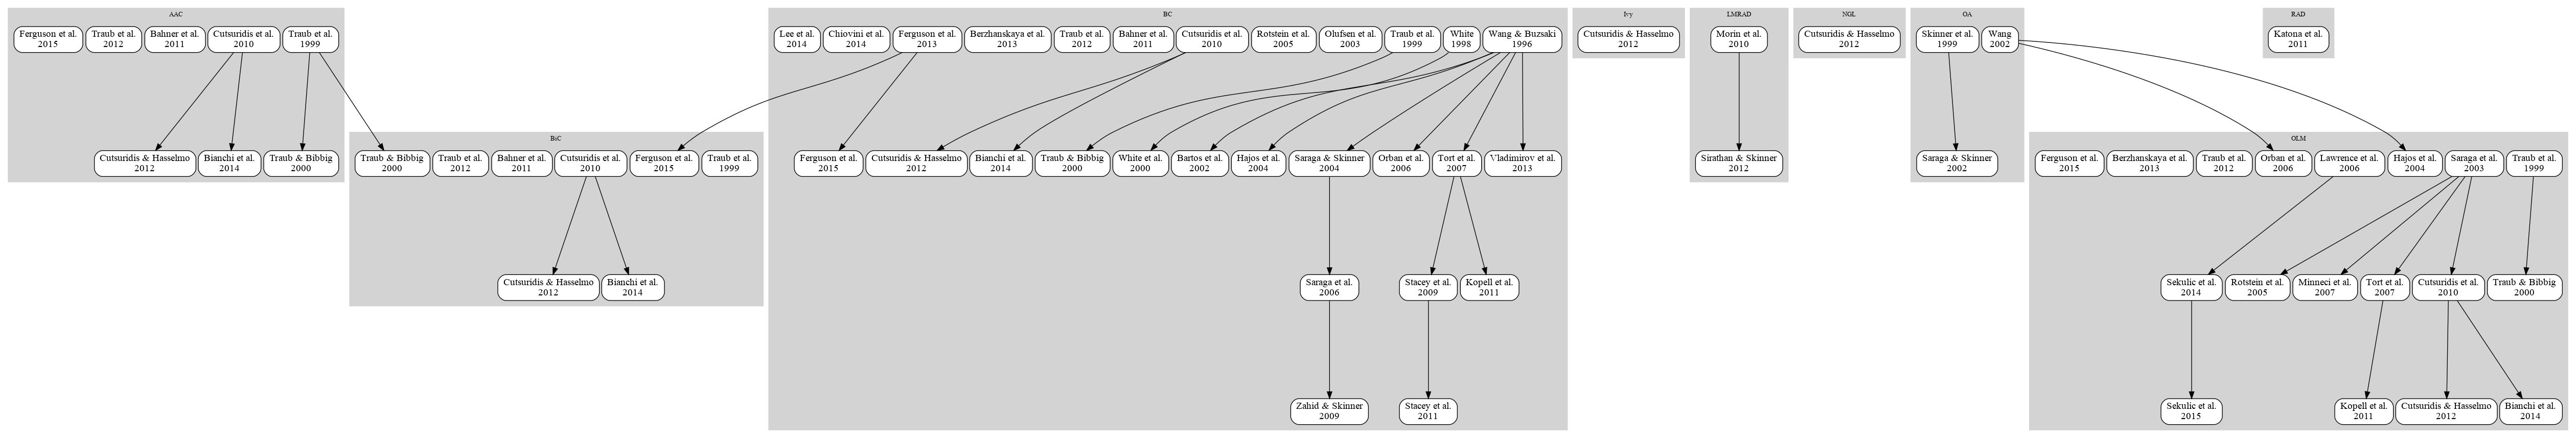 AAC
Ferguson et al.
2015
Traub et al.
2012
Bahner et al.
2011
Cutsuridis et al.
2010
Traub et al.
1999
Cutsuridis & Hasselmo
2012
Bianchi et al.
2014
Traub & Bibbig
2000
BiC
Traub & Bibbig
2000
Traub et al.
2012
Bahner et al.
2011
Cutsuridis et al.
2010
Ferguson et al.
2015
Traub et al.
1999
Cutsuridis & Hasselmo
2012
Bianchi et al.
2014
BC
Lee et al.
2014
Chiovini et al.
2014
Ferguson et al.
2013
Berzhanskaya et al.
2013
Traub et al.
2012
Bahner et al.
2011
Cutsuridis et al.
2010
Rotstein et al.
2005
Olufsen et al.
2003
Traub et al.
1999
White
1998
Wang & Buzsaki
1996
Ferguson et al.
2015
Cutsuridis & Hasselmo
2012
Bianchi et al.
2014
Traub & Bibbig
2000
White et al.
2000
Bartos et al.
2002
Hajos et al.
2004
Saraga & Skinner
2004
Orban et al.
2006
Tort et al.
2007
Vladimirov et al.
2013
Saraga et al.
2006
Stacey et al.
2009
Kopell et al.
2011
Zahid & Skinner
2009
Stacey et al.
2011
Ivy
Cutsuridis & Hasselmo
2012
LMRAD
Morin et al.
2010
Sirathan & Skinner
2012
NGL
Cutsuridis & Hasselmo
2012
OA
Skinner et al.
1999
Wang
2002
Saraga & Skinner
2002
RAD
Katona et al.
2011
OLM
Ferguson et al.
2015
Berzhanskaya et al.
2013
Traub et al.
2012
Orban et al.
2006
Lawrence et al.
2006
Hajos et al.
2004
Saraga et al.
2003
Traub et al.
1999
Sekulic et al.
2014
Rotstein et al.
2005
Minneci et al.
2007
Tort et al.
2007
Cutsuridis et al.
2010
Traub & Bibbig
2000
Sekulic et al.
2015
Kopell et al.
2011
Cutsuridis & Hasselmo
2012
Bianchi et al.
2014